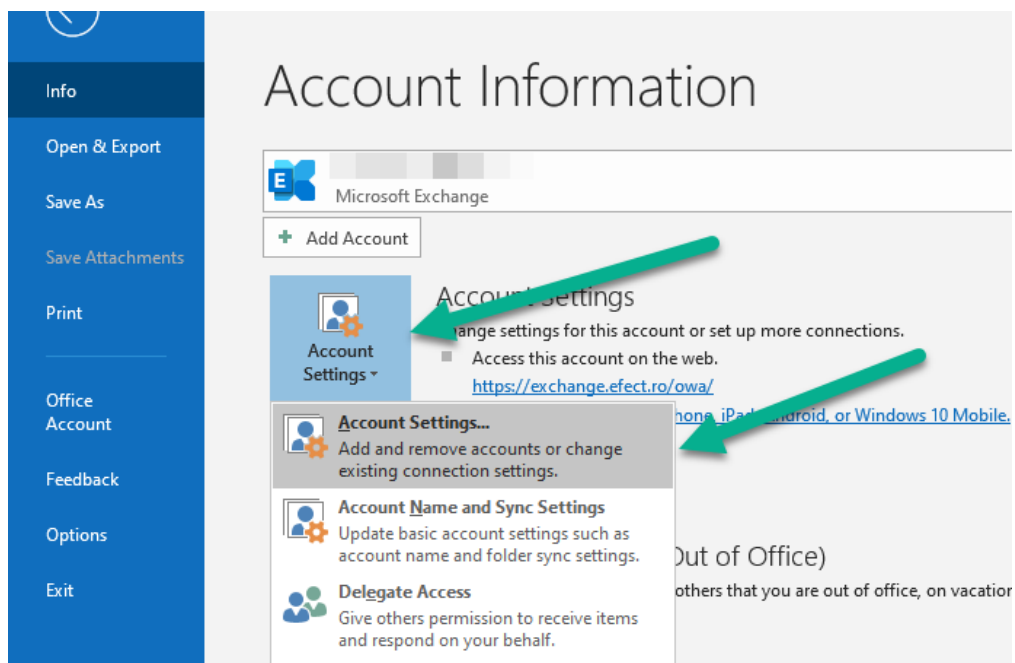 Info
Open & Export
Save As
Save Attachments
Print
Office
Account
Feedback
Options
Exit
Account Information
E
Microsoft Exchange
+ Add Account
Account
Settings
Account Settings
ange settings for this account or set up more connections.
Access this account on the web.
https://exchange.efect.ro/owa/
hone, iPad, Android, or Windows 10 Mobile.
Account Settings...
Add and remove accounts or change
existing connection settings.
Account Name and Sync Settings
Update basic account settings such as
account name and folder sync settings.
Delegate Access
Give others permission to receive items
and respond on your behalf.
Out of Office)
others that you are out of office, on vacation